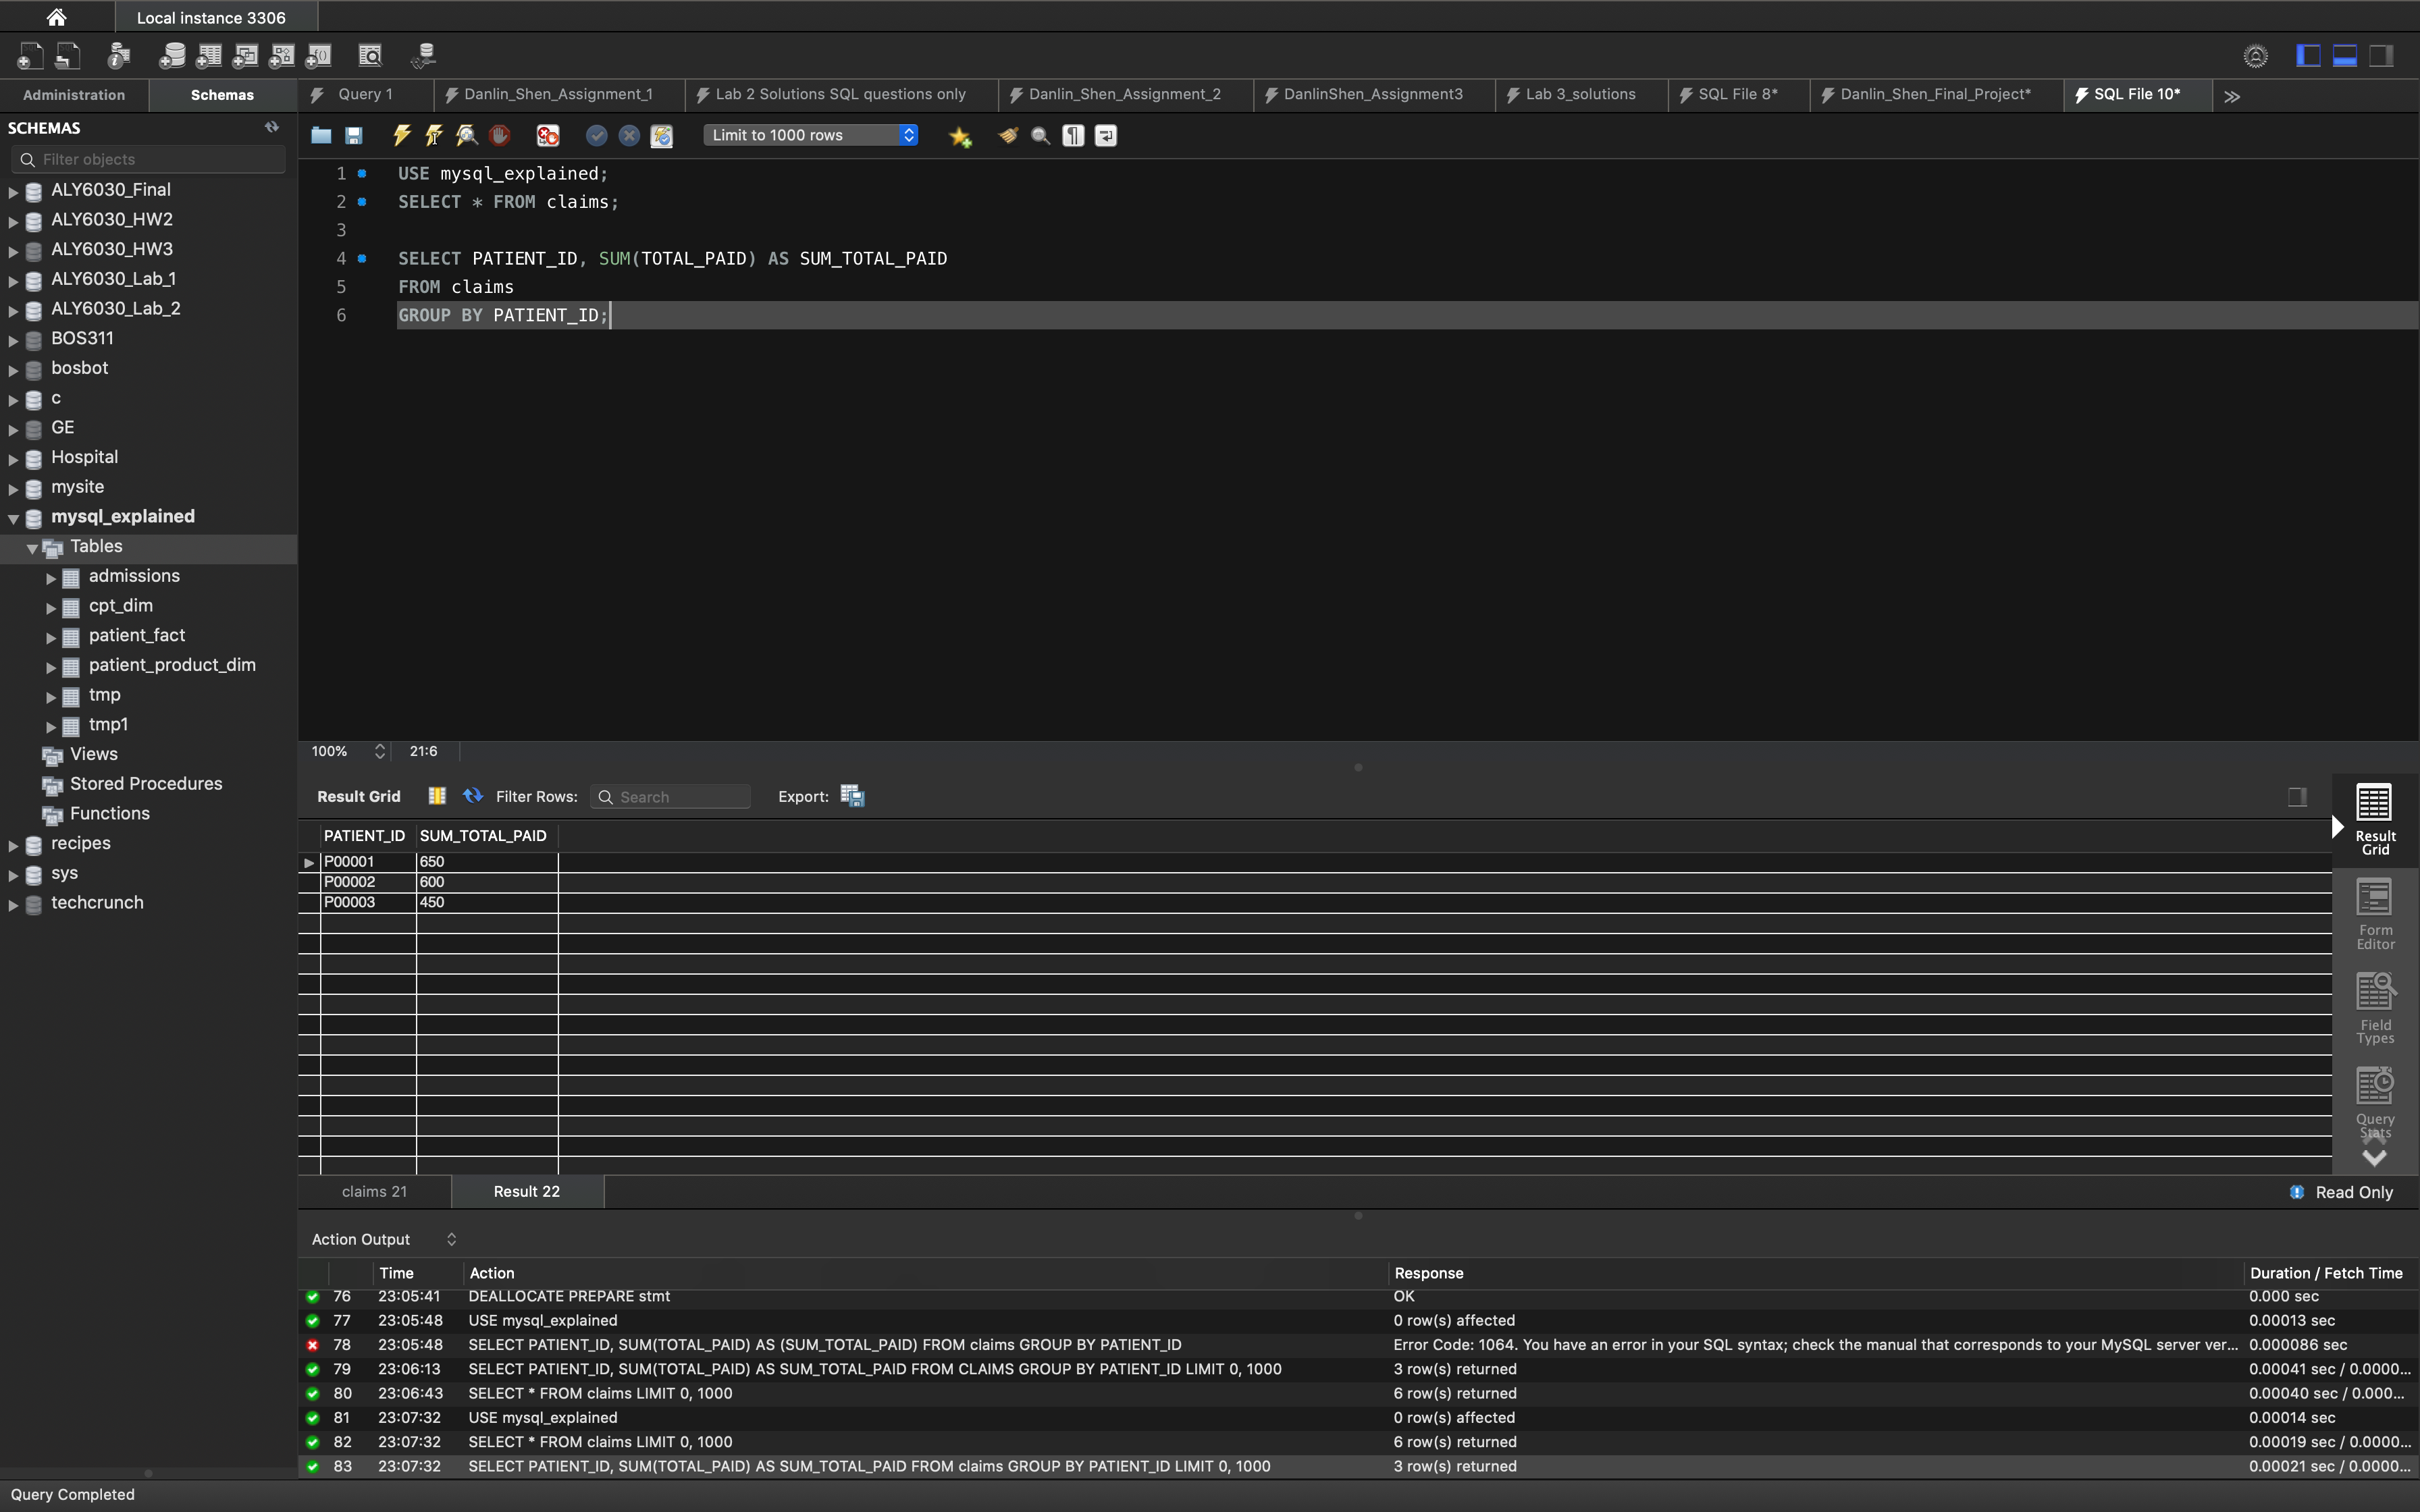 Local instance 3306
Administration
Schemas
Query 1
Danlin_Shen_Assignment_1
Lab 2 Solutions SQL questions only
Danlin_Shen_Assignment_2
DanlinShen_Assignment3
Lab 3_solutions
SQL File 8*
Danlin_Shen_Final_Project*
SQL File 10*
SCHEMAS
Filter objects
ALY6030_Final
ALY6030_HW2
ALY6030_HW3
ALY6030_Lab_1
ALY6030_Lab_2
BOS311
bosbot
c
GE
Hospital
mysite
mysql_explained
Tables
admissions
cpt_dim
patient_fact
patient_product_dim
tmp
tmp1
Views
Stored Procedures
Functions
recipes
sys
techcrunch
Limit to 1000 rows
1 USE mysql_explained;
2 SELECT * FROM claims;
3
4 SELECT PATIENT_ID, SUM(TOTAL_PAID) AS SUM_TOTAL_PAID
5 FROM claims
6 GROUP BY PATIENT_ID;
100% 21:6
Result Grid Filter Rows: Search Export:
PATIENT_ID SUM_TOTAL_PAID
P00001 650
P00002 600
P00003 450
Result
Grid
Form
Editor
Field
Types
Query
Stats
claims 21 Result 22 Read Only
Action Output
Time Action Response Duration / Fetch Time
76 23:05:41 DEALLOCATE PREPARE stmt OK 0.000 sec
77 23:05:48 USE mysql_explained 0 row(s) affected 0.00013 sec
78 23:05:48 SELECT PATIENT_ID, SUM(TOTAL_PAID) AS (SUM_TOTAL_PAID) FROM claims GROUP BY PATIENT_ID Error Code: 1064. You have an error in your SQL syntax; check the manual that corresponds to your MySQL server ver... 0.000086 sec
79 23:06:13 SELECT PATIENT_ID, SUM(TOTAL_PAID) AS SUM_TOTAL_PAID FROM CLAIMS GROUP BY PATIENT_ID LIMIT 0, 1000 3 row(s) returned 0.00041 sec / 0.0000...
80 23:06:43 SELECT * FROM claims LIMIT 0, 1000 6 row(s) returned 0.00040 sec / 0.000...
81 23:07:32 USE mysql_explained 0 row(s) affected 0.00014 sec
82 23:07:32 SELECT * FROM claims LIMIT 0, 1000 6 row(s) returned 0.00019 sec / 0.0000...
83 23:07:32 SELECT PATIENT_ID, SUM(TOTAL_PAID) AS SUM_TOTAL_PAID FROM claims GROUP BY PATIENT_ID LIMIT 0, 1000 3 row(s) returned 0.00021 sec / 0.0000...
Query Completed